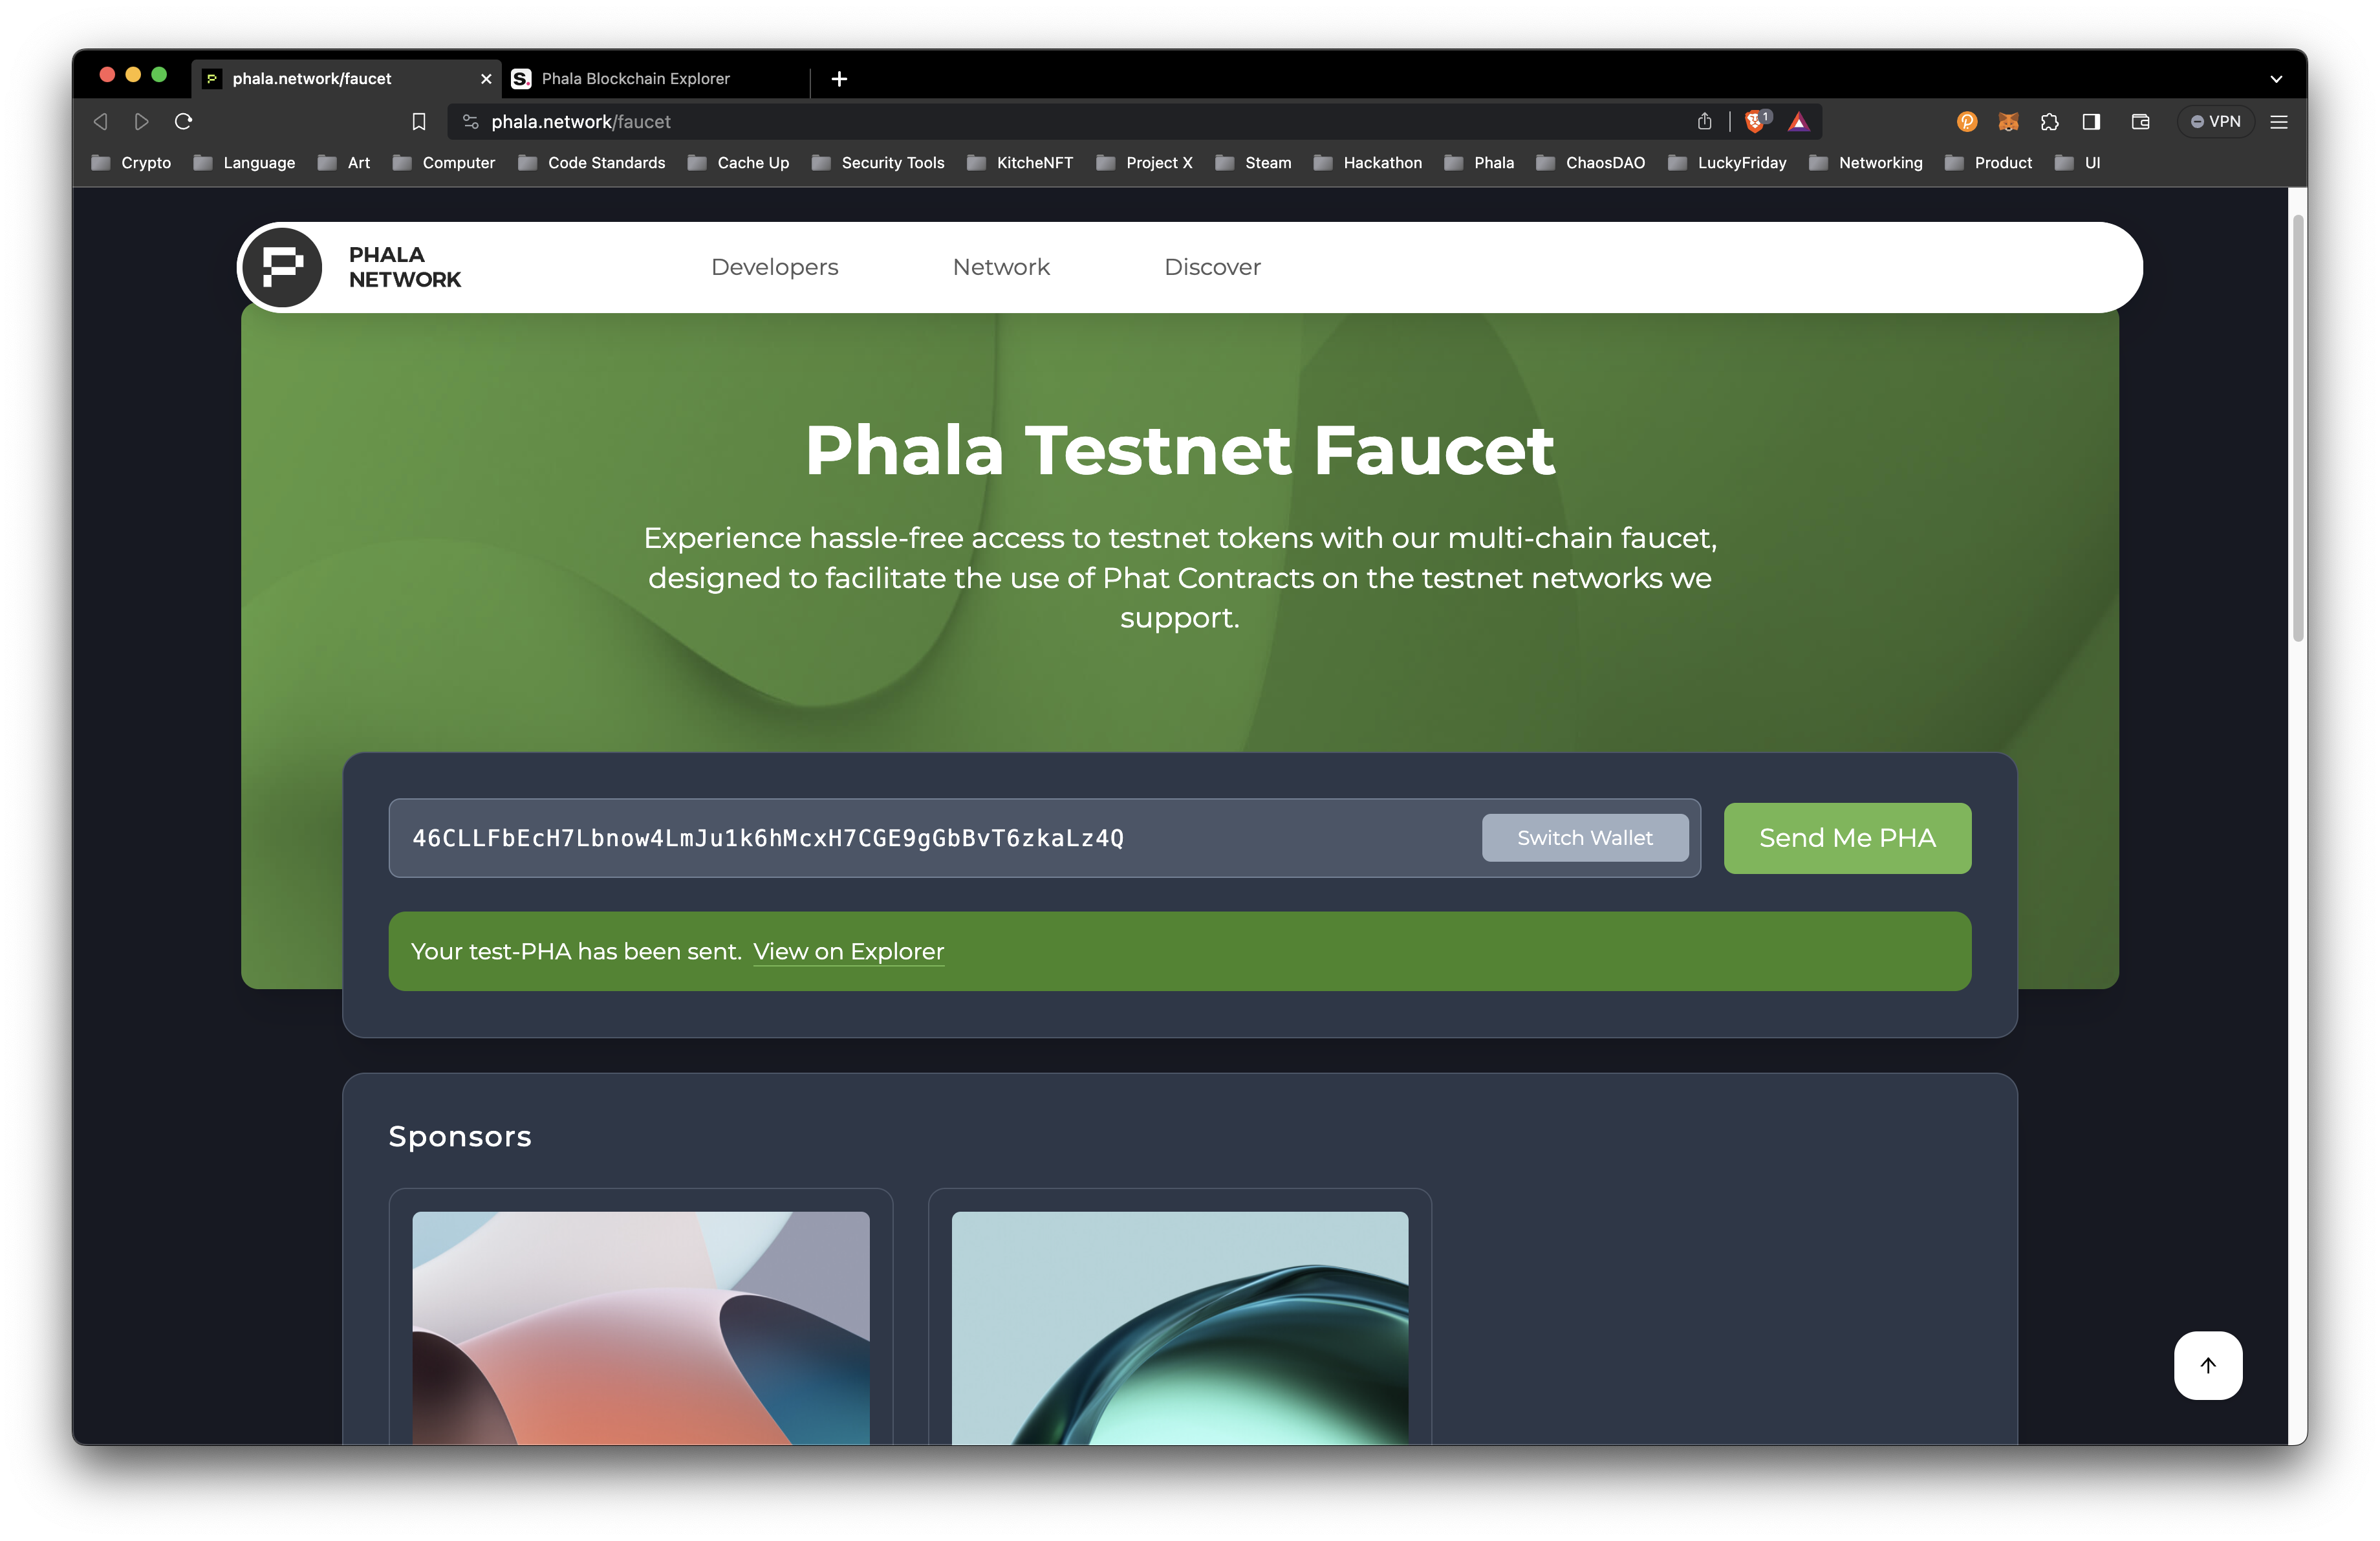 phala.network/faucet
Phala Blockchain Explorer
phala.network/faucet
1
VPN
Crypto Language Art Computer Code Standards Cache Up Security Tools KitcheNFT Project X Steam Hackathon Phala ChaosDAO LuckyFriday Networking Product UI
PHALA
NETWORK
Developers Network Discover
Phala Testnet Faucet
Experience hassle-free access to testnet tokens with our multi-chain faucet,
designed to facilitate the use of Phat Contracts on the testnet networks we
support.
46CLLFbEcH7Lbnow4LmJu1k6hMcxH7CGE9gGbBvT6zkaLz4Q
Switch Wallet
Send Me PHA
Your test-PHA has been sent. View on Explorer
Sponsors